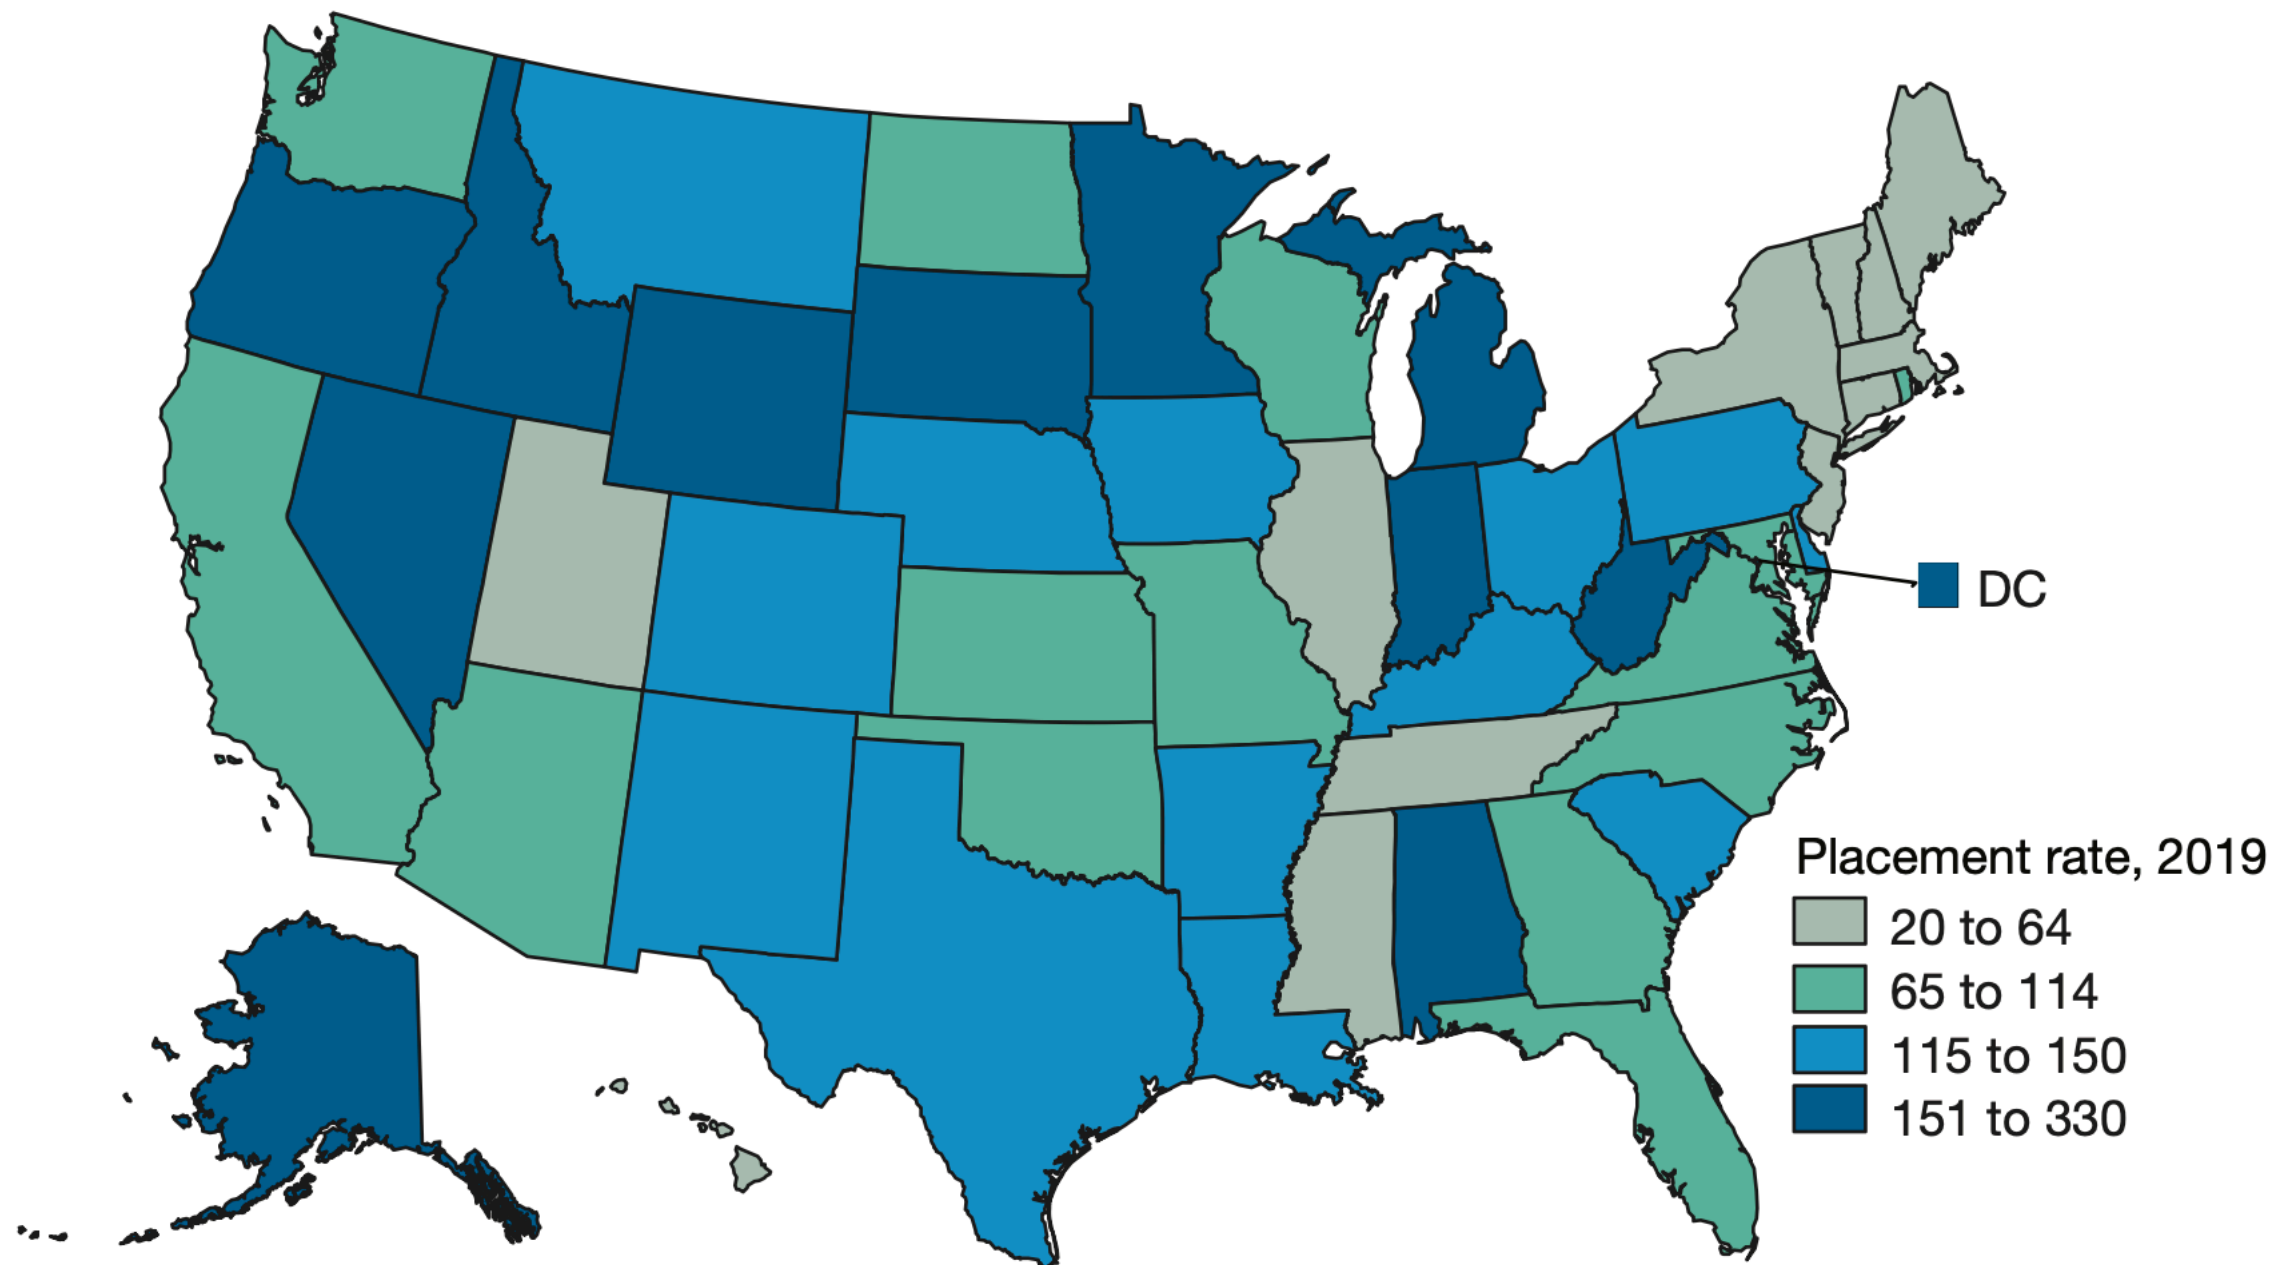 DC
Placement rate, 2019
20 to 64
65 to 114
115 to 150
151 to 330